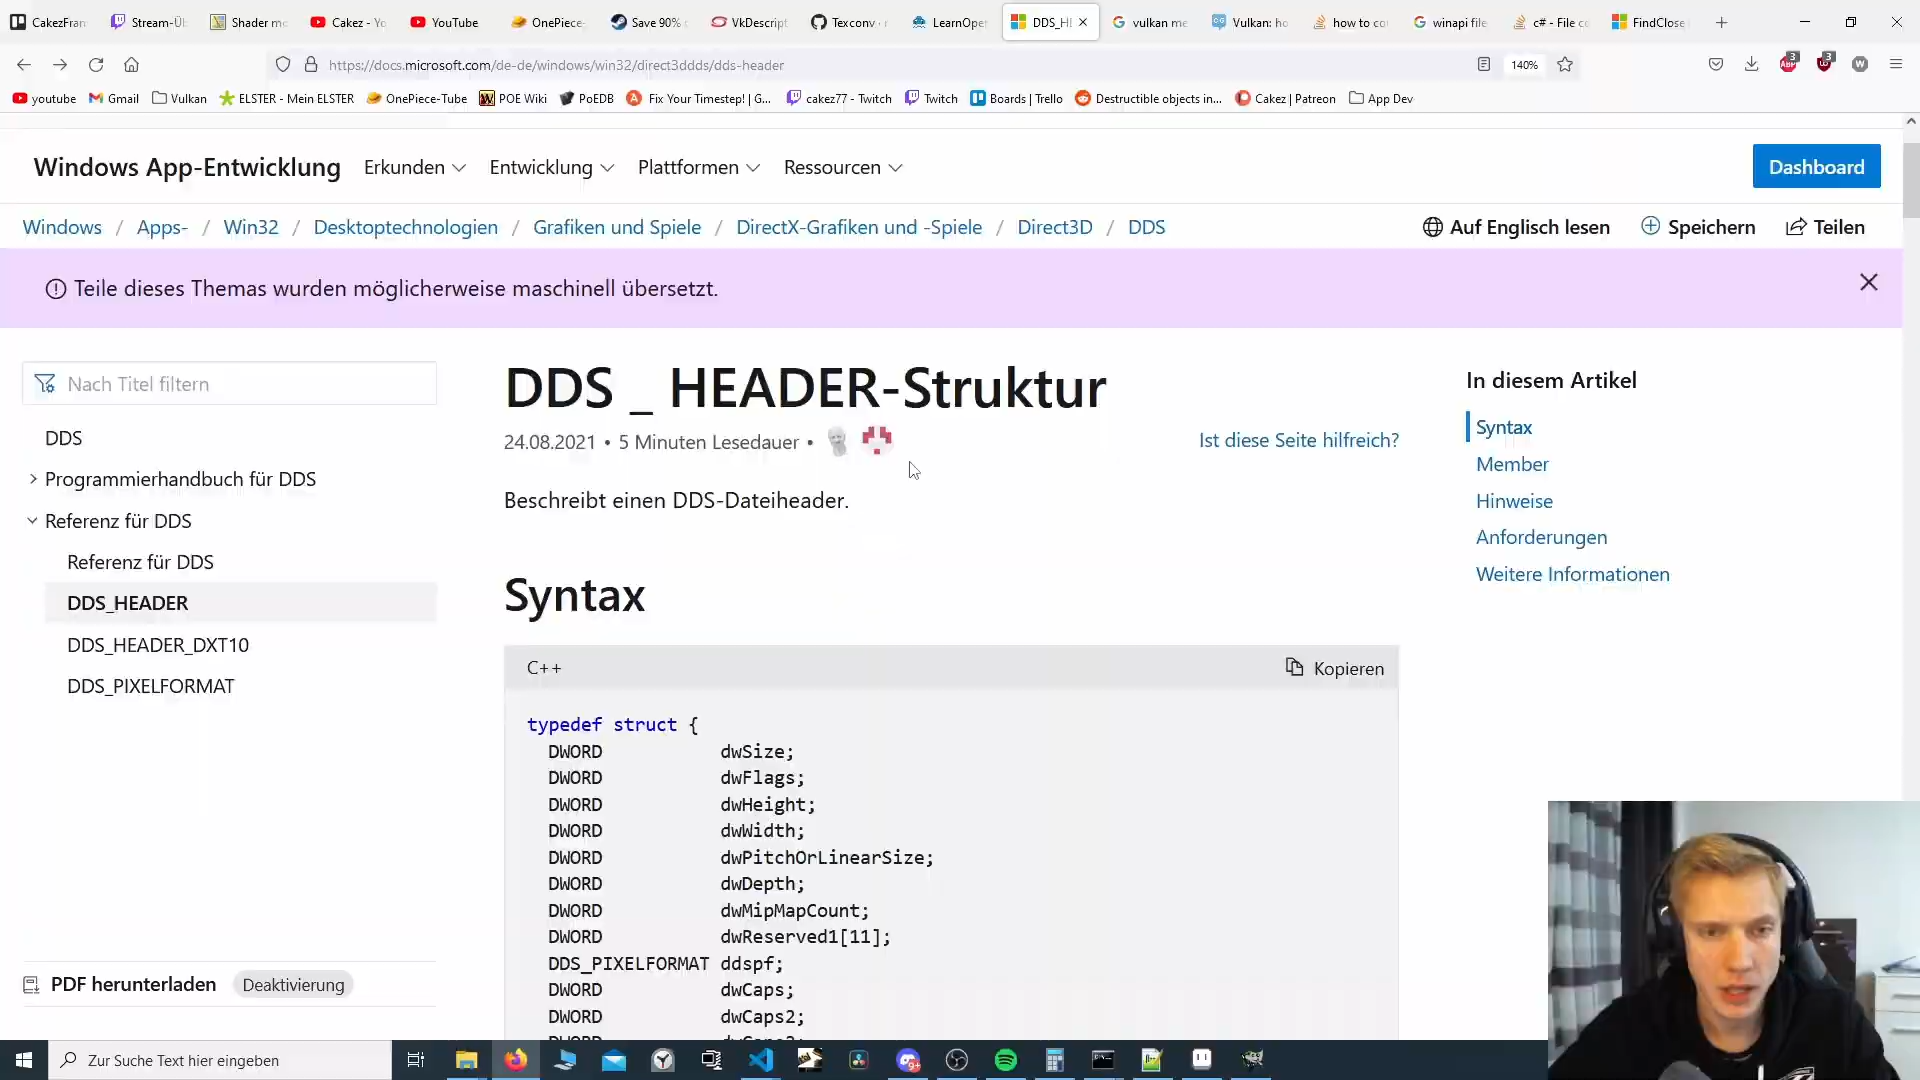 CakezFran
Stream-Üb
Shader mo
Cakez - Yo
YouTube
OnePiece-
Save 90%
VkDescript
Texconv ·
LearnOpen
DDS_HE
vulkan me
Vulkan: ho
how to co
winapi file
c# - File co
FindClose
https://docs.microsoft.com/de-de/windows/win32/direct3ddds/dds-header
140%
3
3
W
youtube
Gmail
Vulkan
ELSTER - Mein ELSTER
OnePiece-Tube
POE Wiki
PoEDB
Fix Your Timestep! | G...
cakez77 - Twitch
Twitch
Boards | Trello
Destructible objects in...
Cakez | Patreon
App Dev
Windows App-Entwicklung
Erkunden
Entwicklung
Plattformen
Ressourcen
Dashboard
Windows / Apps- / Win32 / Desktoptechnologien / Grafiken und Spiele / DirectX-Grafiken und -Spiele / Direct3D / DDS
Auf Englisch lesen
Speichern
Teilen
Teile dieses Themas wurden möglicherweise maschinell übersetzt.
Nach Titel filtern
DDS
Programmierhandbuch für DDS
Referenz für DDS
Referenz für DDS
DDS_HEADER
DDS_HEADER_DXT10
DDS_PIXELFORMAT
PDF herunterladen
Deaktivierung
DDS _ HEADER-Struktur
24.08.2021 • 5 Minuten Lesedauer •
Ist diese Seite hilfreich?
Beschreibt einen DDS-Dateiheader.
Syntax
C++
Kopieren
typedef struct {
DWORD dwSize;
DWORD dwFlags;
DWORD dwHeight;
DWORD dwWidth;
DWORD dwPitchOrLinearSize;
DWORD dwDepth;
DWORD dwMipMapCount;
DWORD dwReserved1[11];
DDS_PIXELFORMAT ddspf;
DWORD dwCaps;
DWORD dwCaps2;
In diesem Artikel
Syntax
Member
Hinweise
Anforderungen
Weitere Informationen
Zur Suche Text hier eingeben